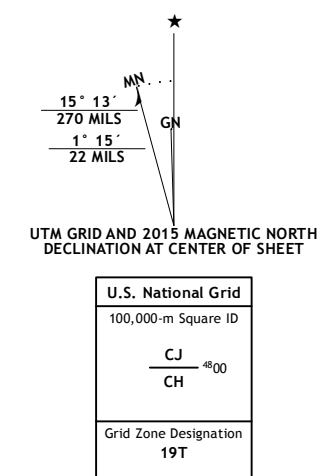 ★
MN
GN
15° 13´
270 MILS
1° 15´
22 MILS
UTM GRID AND 2015 MAGNETIC NORTH
DECLINATION AT CENTER OF SHEET
U.S. National Grid
100,000-m Square ID
CJ
4800
CH
Grid Zone Designation
19T